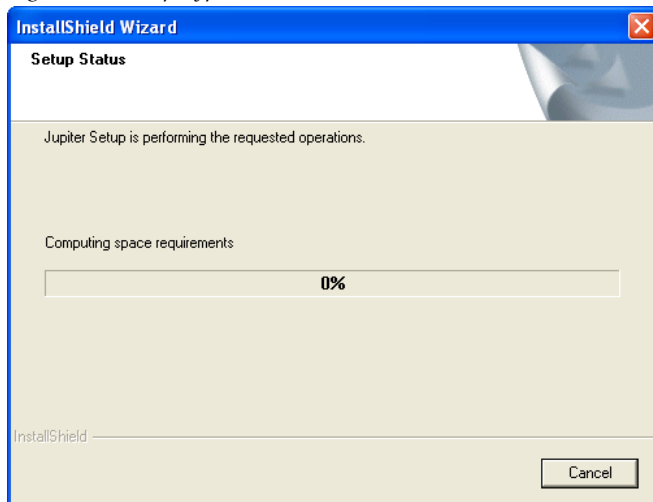 InstallShield Wizard
Setup Status
Jupiter Setup is performing the requested operations.
Computing space requirements
0%
InstallShield
Cancel